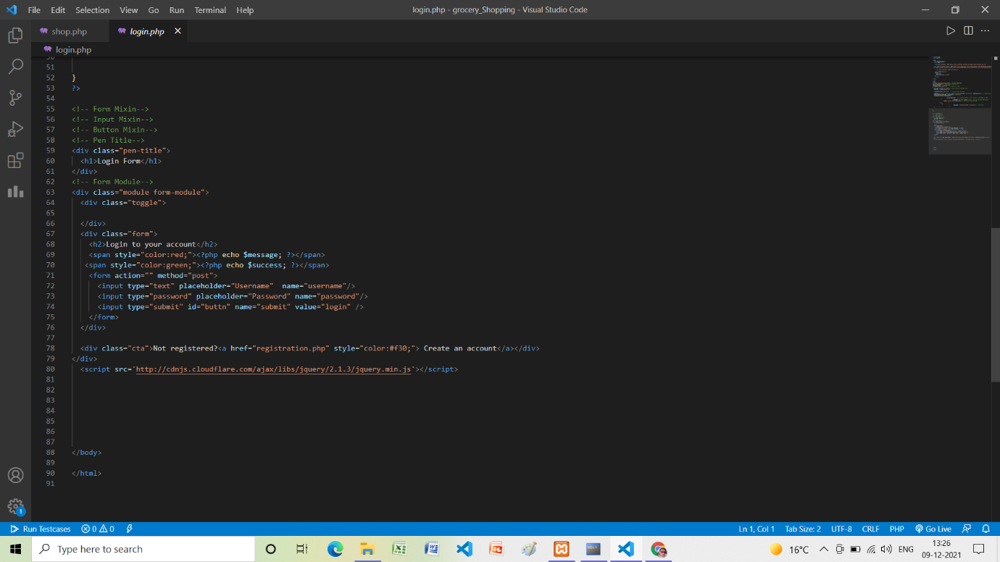 File Edit Selection View Go Run Terminal Help login.php - grocery_Shopping - Visual Studio Code
shop.php login.php
login.php
50
51
52 }
53 ?>
54
55 <!-- Form Mixin-->
56 <!-- Input Mixin-->
57 <!-- Button Mixin-->
58 <!-- Pen Title-->
59 <div class="pen-title">
60 <h1>Login Form</h1>
61 </div>
62 <!-- Form Module-->
63 <div class="module form-module">
64 <div class="toggle">
65
66 </div>
67 <div class="form">
68 <h2>Login to your account</h2>
69 <span style="color:red;"><?php echo $message; ?></span>
70 <span style="color:green;"><?php echo $success; ?></span>
71 <form action="" method="post">
72 <input type="text" placeholder="Username"  name="username"/>
73 <input type="password" placeholder="Password" name="password"/>
74 <input type="submit" id="buttn" name="submit" value="login" />
75 </form>
76 </div>
77
78 <div class="cta">Not registered?<a href="registration.php" style="color:#f30;"> Create an account</a></div>
79 </div>
80 <script src='http://cdnjs.cloudflare.com/ajax/libs/jquery/2.1.3/jquery.min.js'></script>
81
82
83
84
85
86
87
88 </body>
89
90 </html>
91
Run Testcases 0 0 Ln 1, Col 1 Tab Size: 2 UTF-8 CRLF PHP Go Live
Type here to search 16°C ENG 13:26
09-12-2021